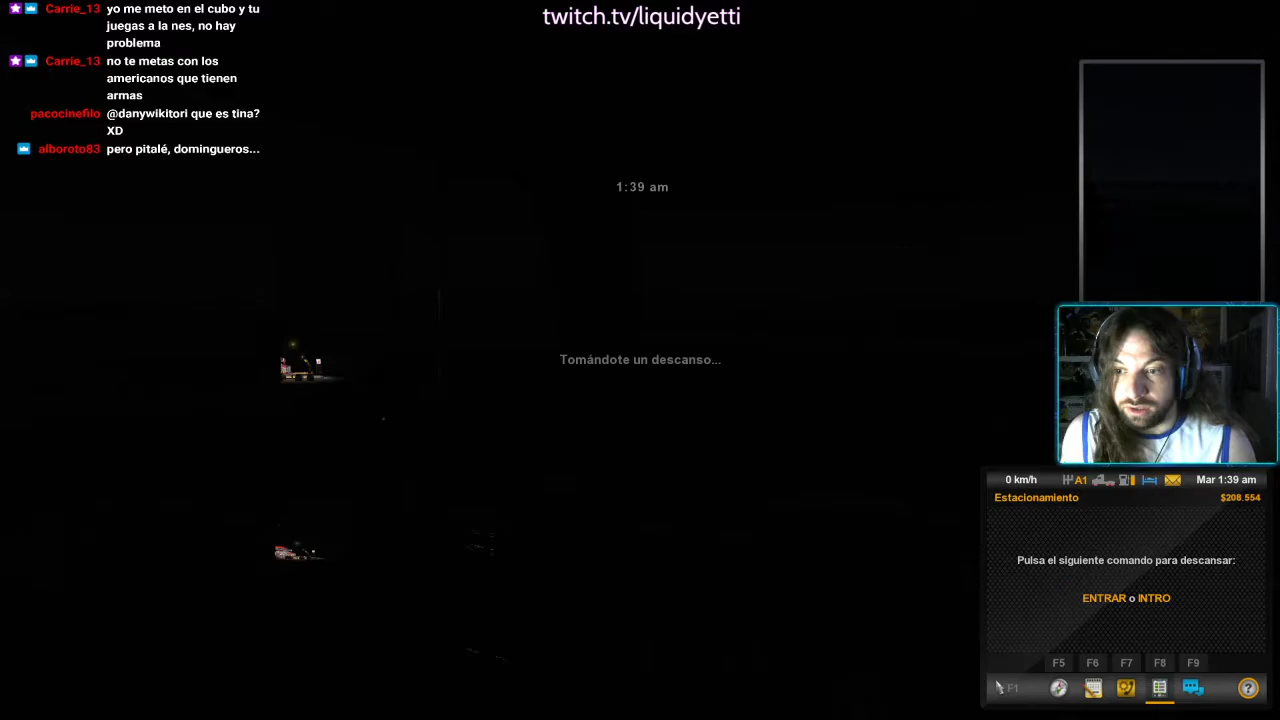 twitch.tv/liquidyetti
Carrie_13 yo me meto en el cubo y tu
juegas a la nes, no hay
problema
Carrie_13 no te metas con los
americanos que tienen
armas
pacocinefilo @danywikitori que es tina?
XD
alboroto83 pero pitalé, domingueros...
1:39 am
Tomándote un descanso...
0 km/h A1 Mar 1:39 am
Estacionamiento $208.554
Pulsa el siguiente comando para descansar:
ENTRAR o INTRO
F5 F6 F7 F8 F9
F1 ?